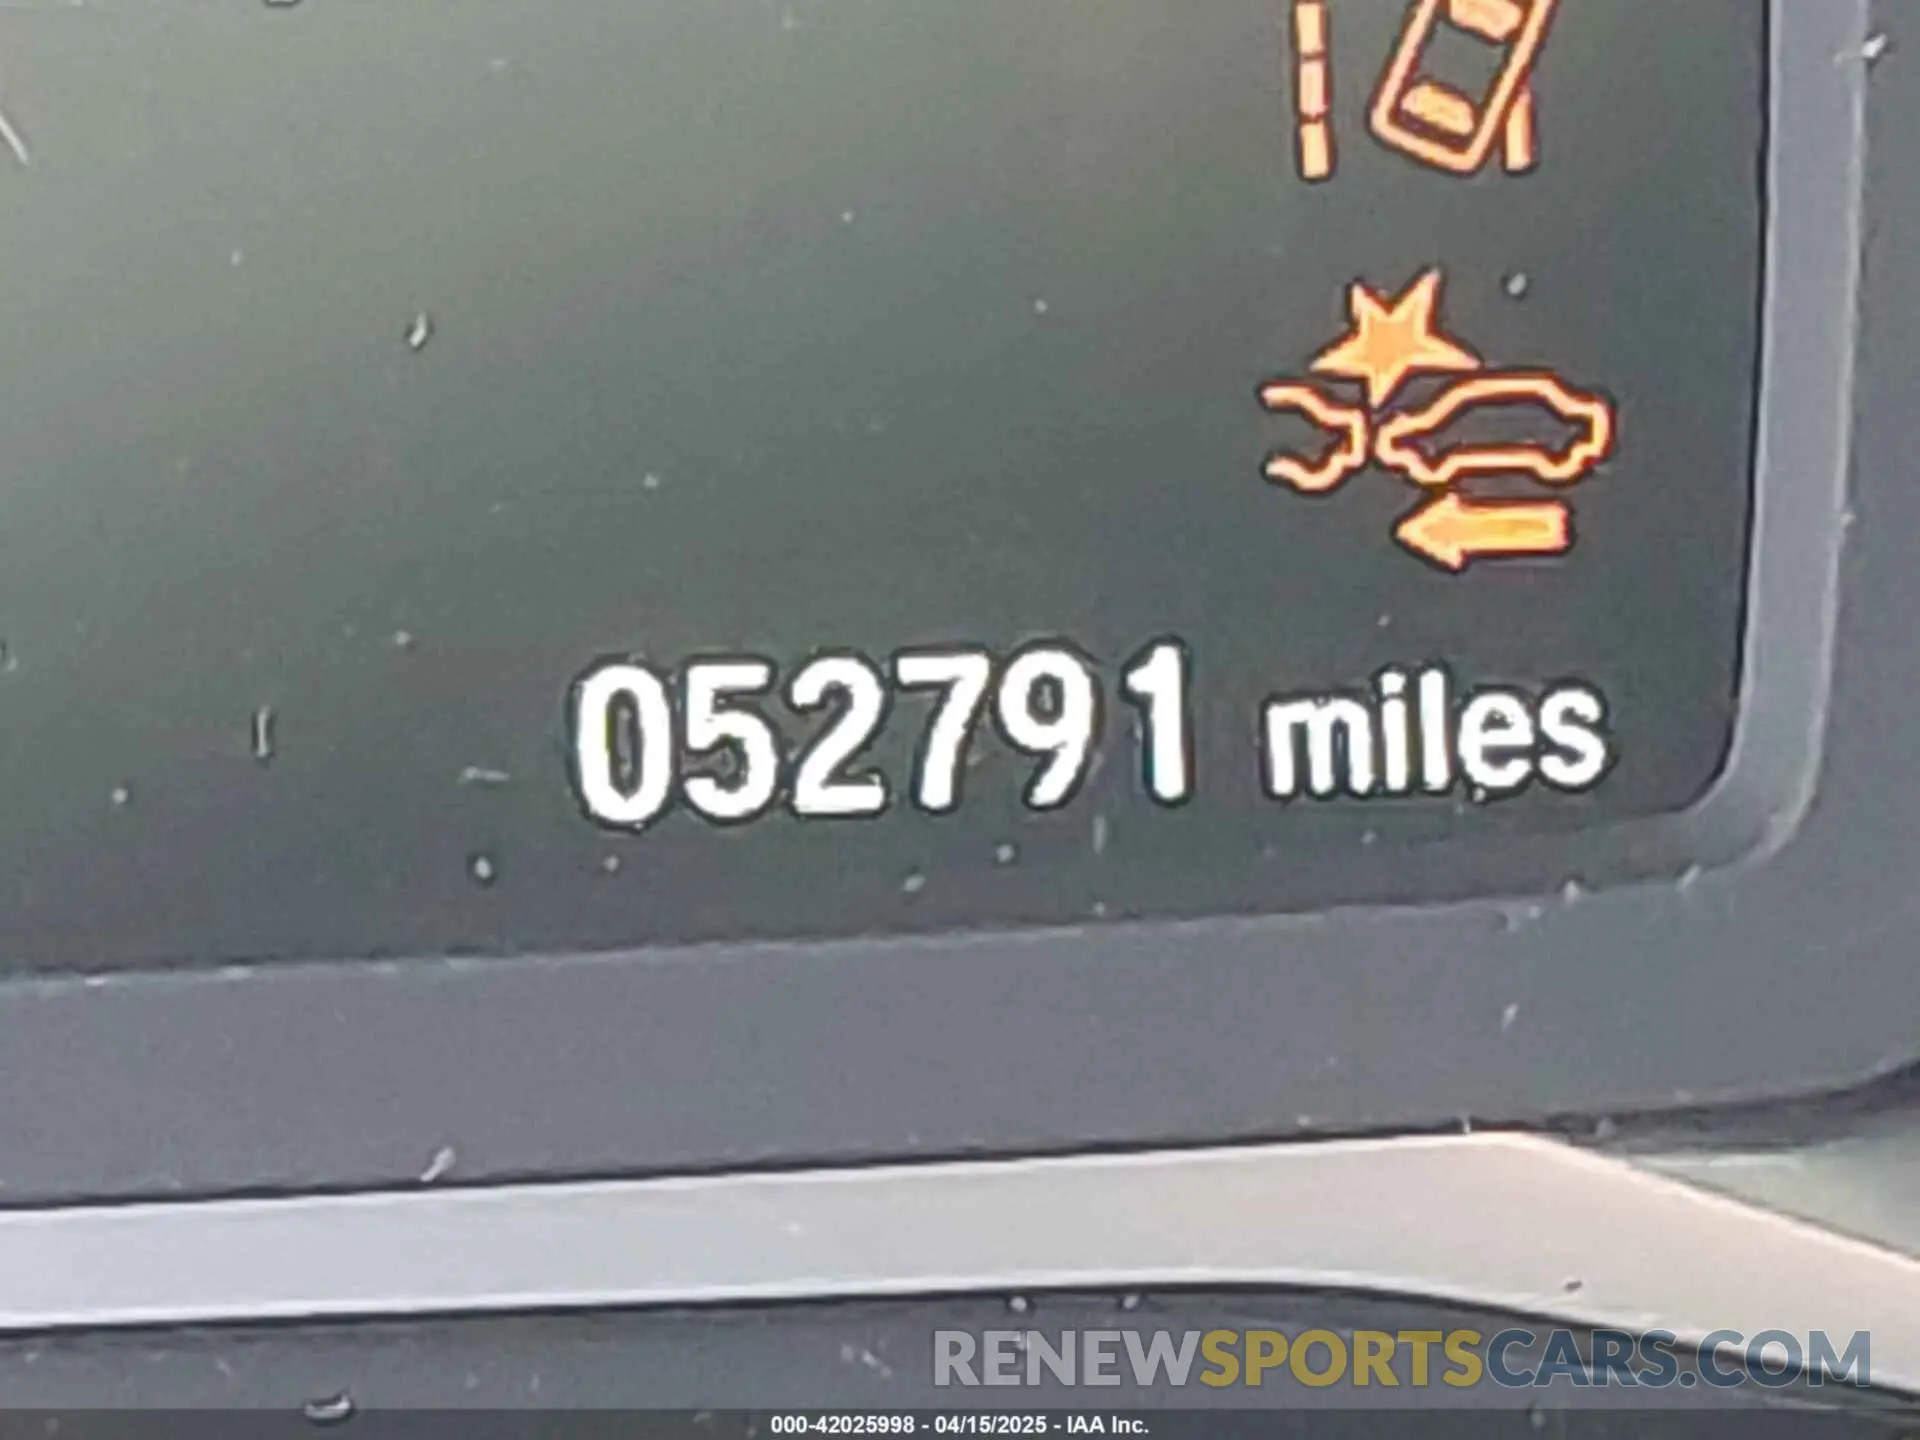 052791 miles
RENEWSPORTSCARS.COM
000-42025998 - 04/15/2025 - IAA Inc.